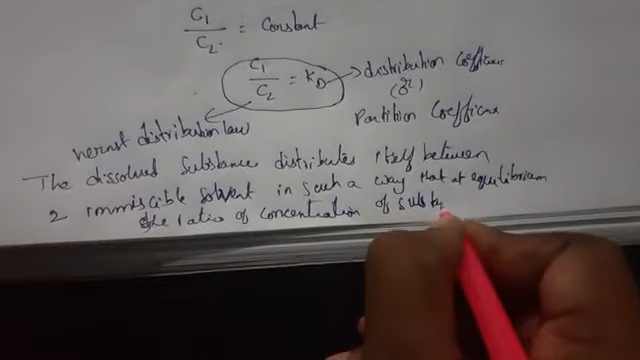 C1/C2 = Constant
C1/C2 = KD → distribution coefficient
(or)
Partition Coefficient
nernst distribution law
The dissolved substance distributes itself between
2 immiscible solvent in such a way that at equilibrium
the ratio of concentration of subs